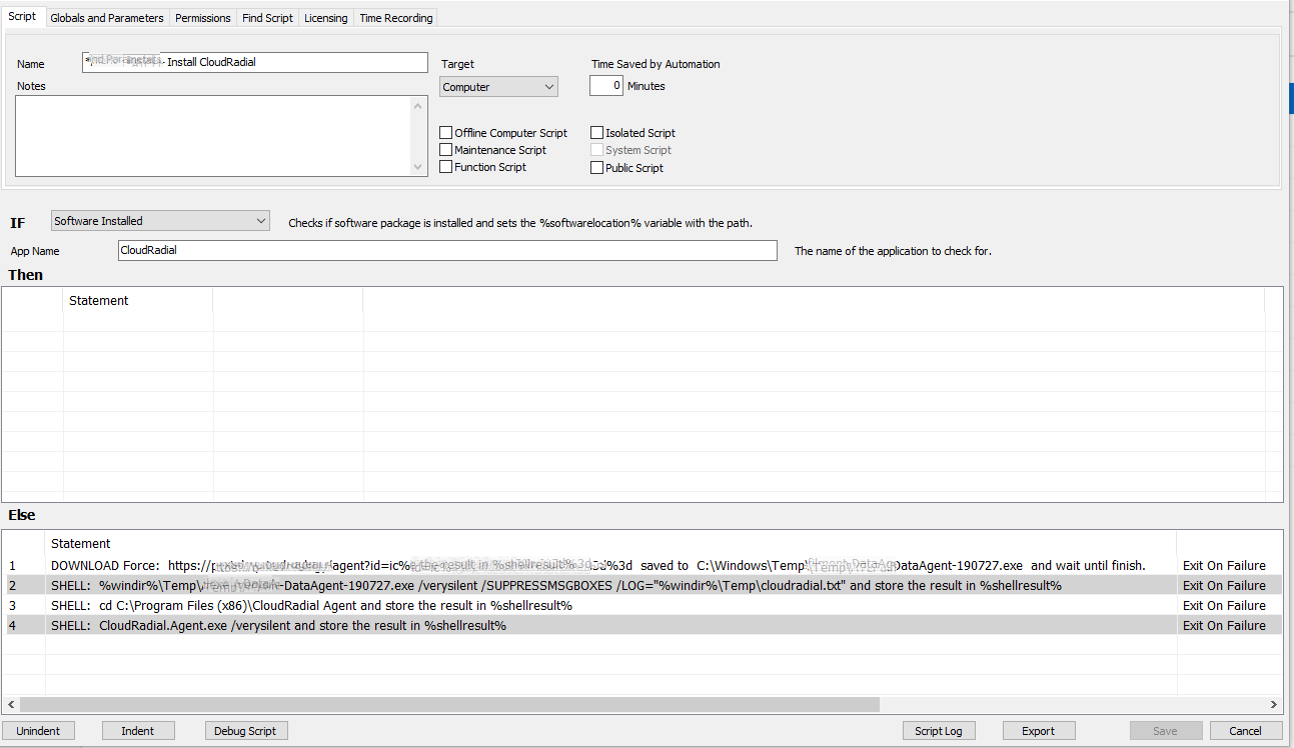 Script Globals and Parameters Permissions Find Script Licensing Time Recording
Name Install CloudRadial Target Time Saved by Automation
Computer 0 Minutes
Notes
Offline Computer Script Isolated Script
Maintenance Script System Script
Function Script Public Script
IF Software Installed Checks if software package is installed and sets the %softwarelocation% variable with the path.
App Name CloudRadial The name of the application to check for.
Then
Statement
Else
Statement
1 DOWNLOAD Force: https://p /agent?id=ic% %3d saved to C:\Windows\Temp\ DataAgent-190727.exe and wait until finish. Exit On Failure
2 SHELL: %windir%\Temp\ -DataAgent-190727.exe /verysilent /SUPPRESSMSGBOXES /LOG="%windir%\Temp\cloudradial.txt" and store the result in %shellresult% Exit On Failure
3 SHELL: cd C:\Program Files (x86)\CloudRadial Agent and store the result in %shellresult% Exit On Failure
4 SHELL: CloudRadial.Agent.exe /verysilent and store the result in %shellresult% Exit On Failure
Unindent Indent Debug Script Script Log Export Save Cancel